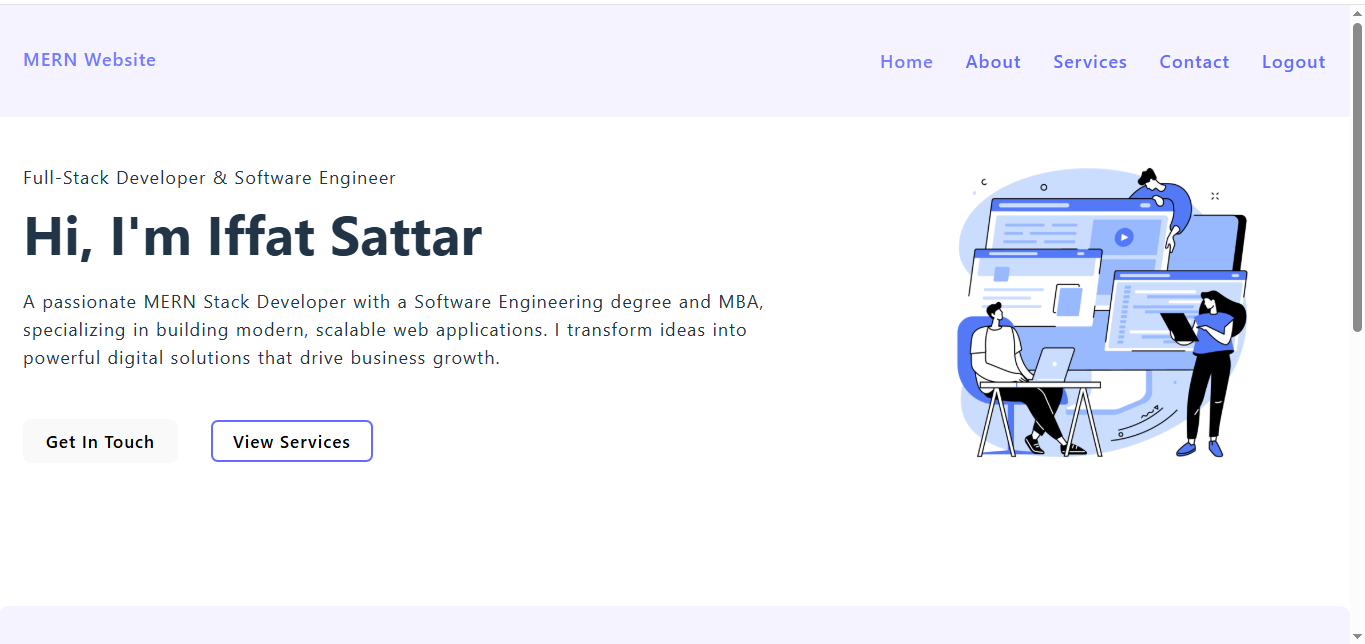 MERN Website
Home About Services Contact Logout
Full-Stack Developer & Software Engineer
Hi, I'm Iffat Sattar
A passionate MERN Stack Developer with a Software Engineering degree and MBA,
specializing in building modern, scalable web applications. I transform ideas into
powerful digital solutions that drive business growth.
Get In Touch View Services